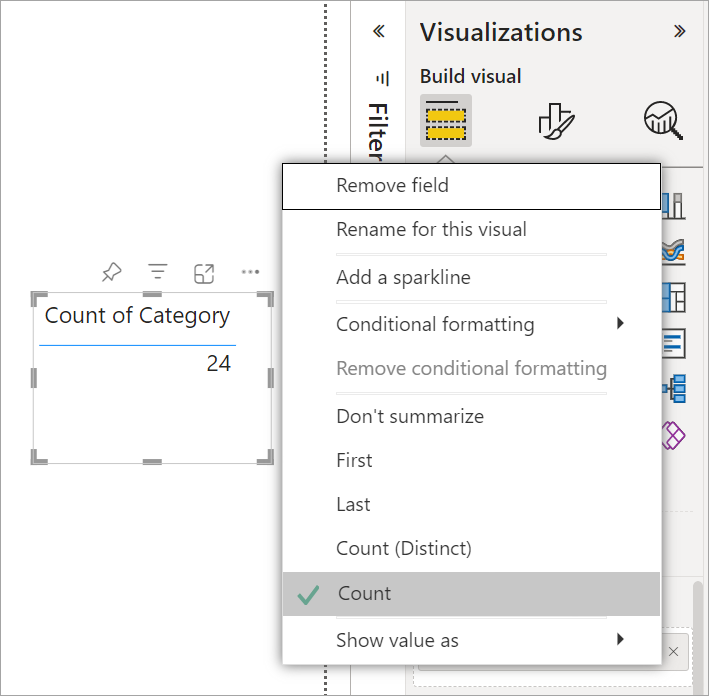 Visualizations
Build visual
Filter
Remove field
Rename for this visual
Add a sparkline
Conditional formatting
Remove conditional formatting
Don't summarize
First
Last
Count (Distinct)
Count
Show value as
Count of Category
24